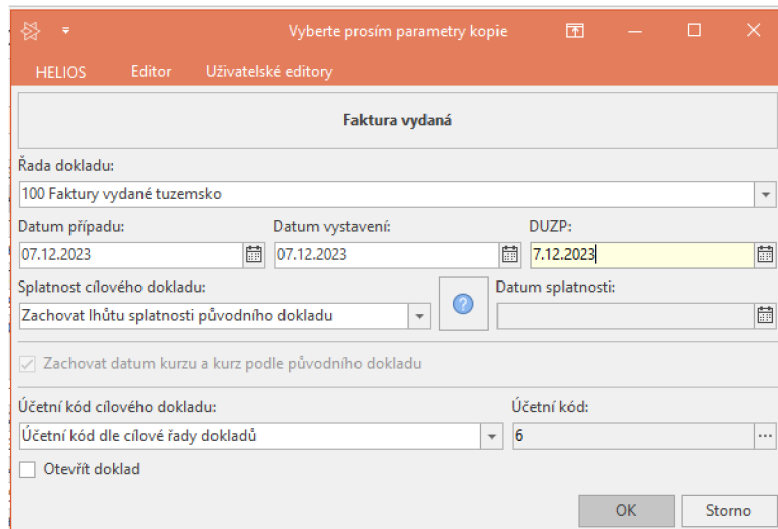 Vyberte prosím parametry kopie
HELIOS Editor Uživatelské editory
Faktura vydaná
Řada dokladu:
100 Faktury vydané tuzemsko
Datum případu: Datum vystavení: DUZP:
07.12.2023 07.12.2023 7.12.2023
Splatnost cílového dokladu: Datum splatnosti:
Zachovat lhůtu splatnosti původního dokladu
Zachovat datum kurzu a kurz podle původního dokladu
Účetní kód cílového dokladu: Účetní kód:
Účetní kód dle cílové řady dokladů 6
Otevřít doklad
OK Storno